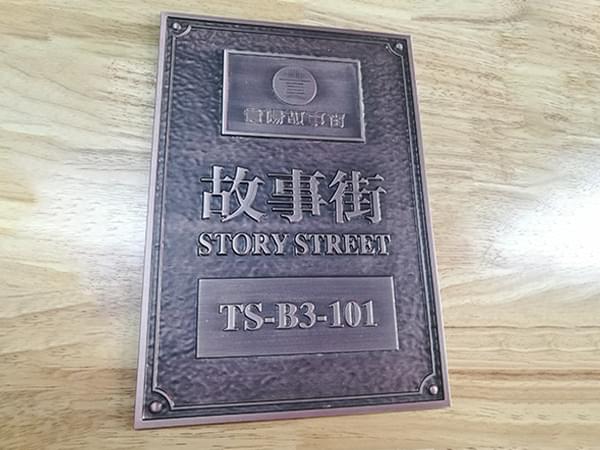 故事街
STORY STREET
TS-B3-101